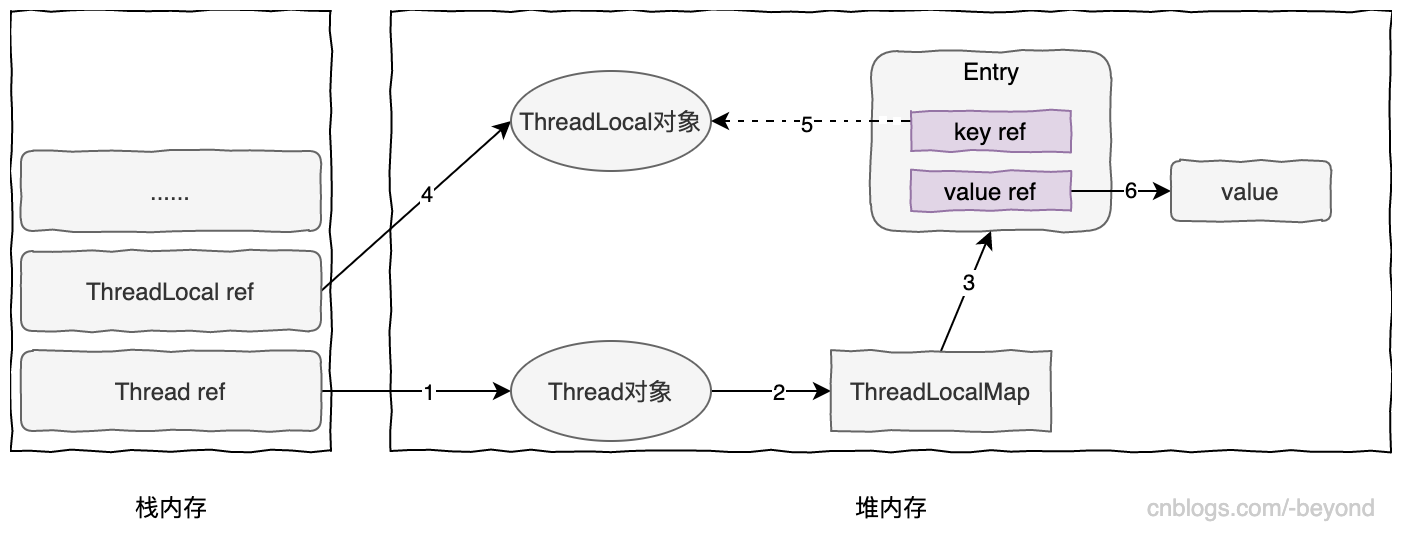 Entry
ThreadLocal对象
5
key ref
4
......
value ref
6
value
ThreadLocal ref
3
Thread ref
1
Thread对象
2
ThreadLocalMap
栈内存
堆内存
cnblogs.com/-beyond